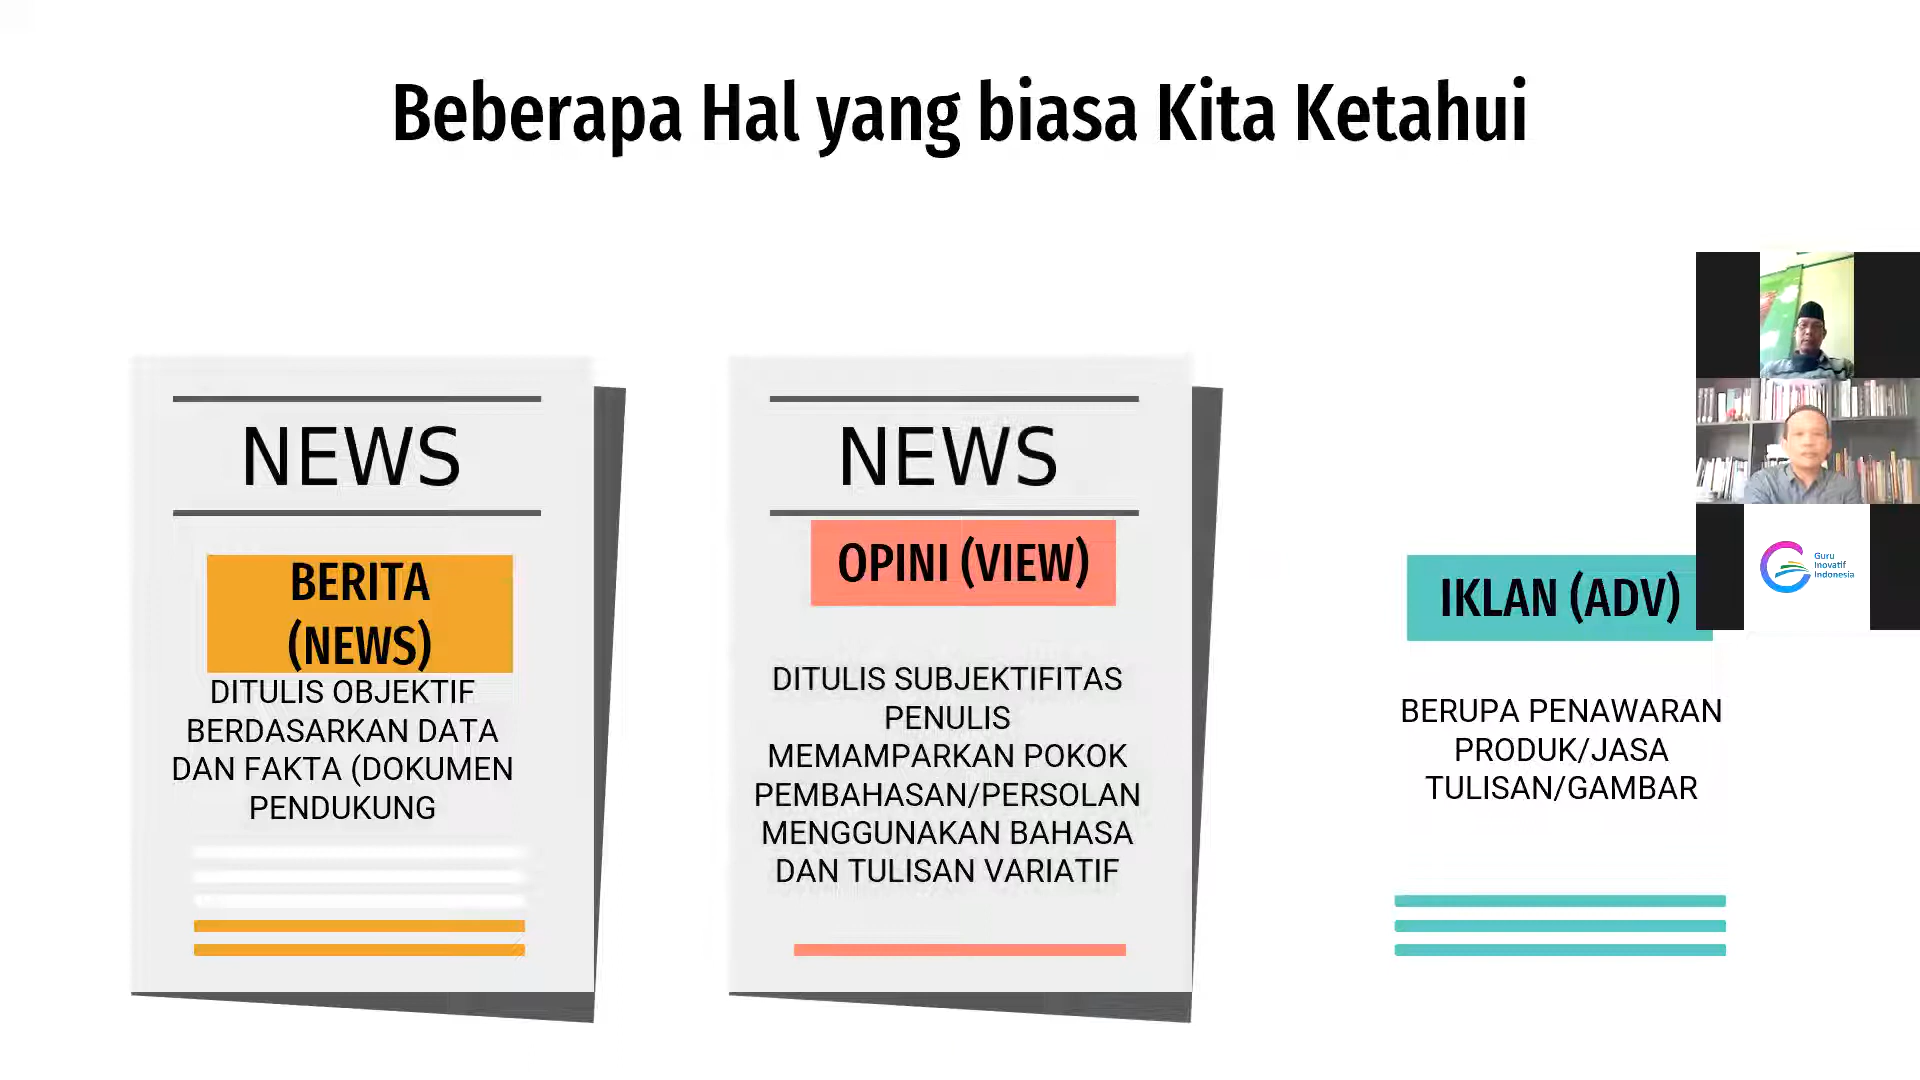 Beberapa Hal yang biasa Kita Ketahui
NEWS
BERITA
(NEWS)
DITULIS OBJEKTIF
BERDASARKAN DATA
DAN FAKTA (DOKUMEN
PENDUKUNG
NEWS
OPINI (VIEW)
DITULIS SUBJEKTIFITAS
PENULIS
MEMAMPARKAN POKOK
PEMBAHASAN/PERSOLAN
MENGGUNAKAN BAHASA
DAN TULISAN VARIATIF
IKLAN (ADV)
BERUPA PENAWARAN
PRODUK/JASA
TULISAN/GAMBAR
Guru
Inovatif
Indonesia